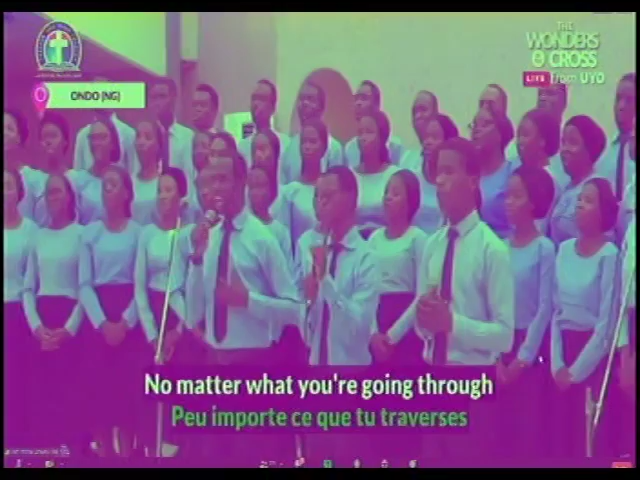 ONDO (NG)
THE
WONDERS
CROSS
LIVE from UYO
No matter what you're going through
Peu importe ce que tu traverses